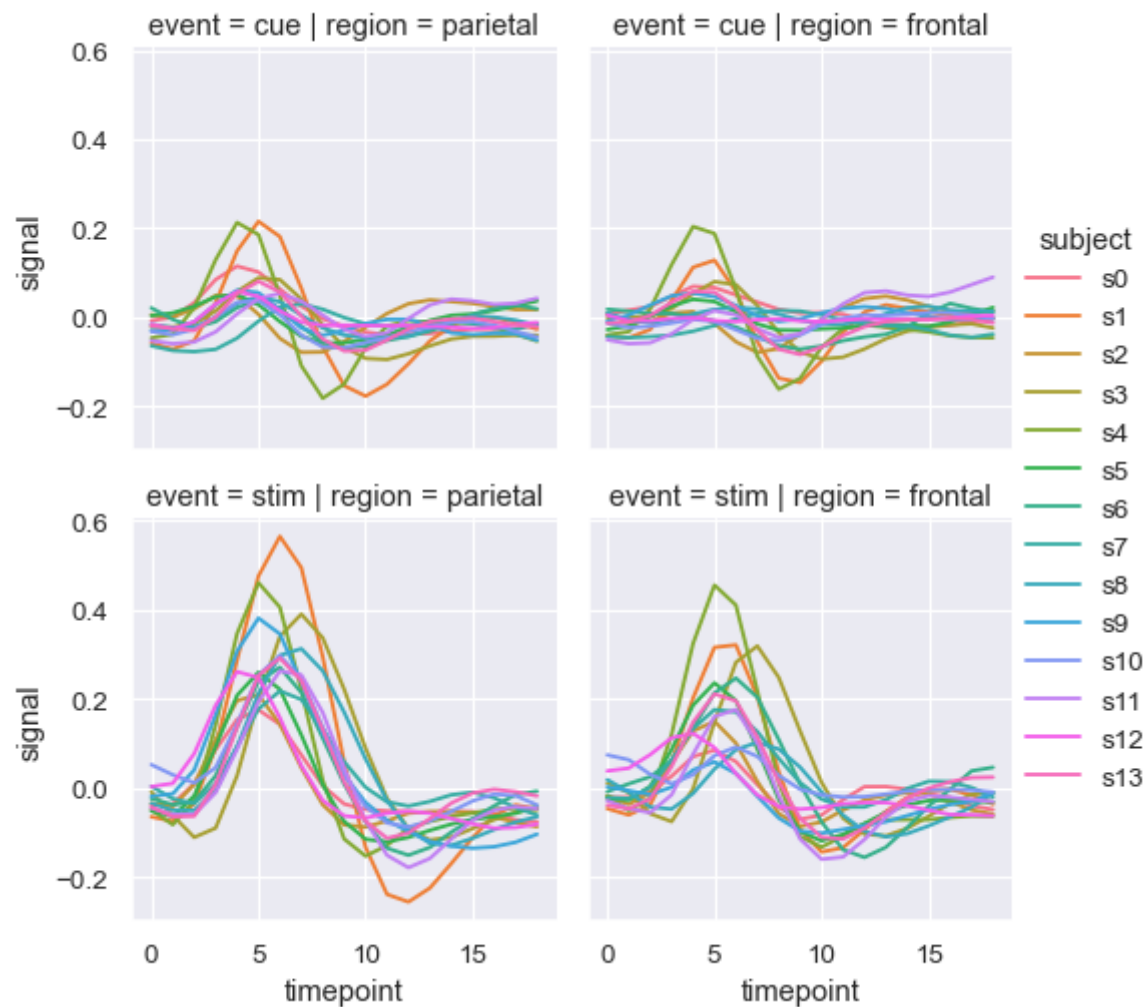 event = cue | region = parietal
event = cue | region = frontal
0.6
0.4
0.2
0.0
−0.2
signal
event = stim | region = parietal
event = stim | region = frontal
0.6
0.4
0.2
0.0
−0.2
signal
0 5 10 15
0 5 10 15
timepoint
timepoint
subject
s0
s1
s2
s3
s4
s5
s6
s7
s8
s9
s10
s11
s12
s13